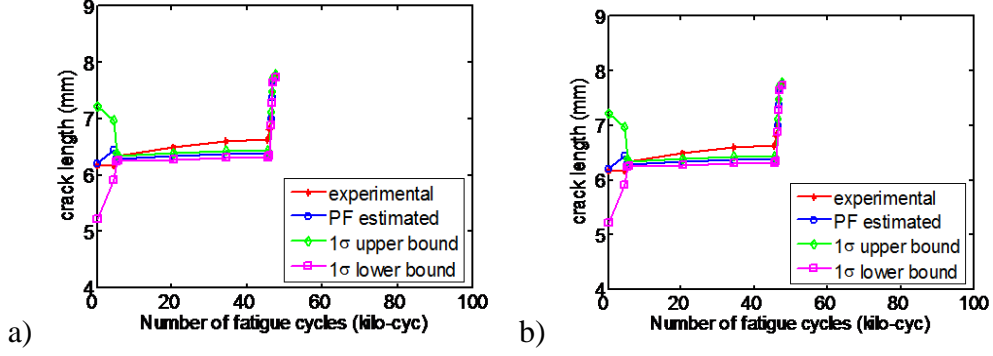 9
8
7
6
5
4
crack length (mm)
0 20 40 60 80 100
Number of fatigue cycles (kilo-cyc)
experimental
PF estimated
1σ upper bound
1σ lower bound
a)
9
8
7
6
5
4
crack length (mm)
0 20 40 60 80 100
Number of fatigue cycles (kilo-cyc)
experimental
PF estimated
1σ upper bound
1σ lower bound
b)